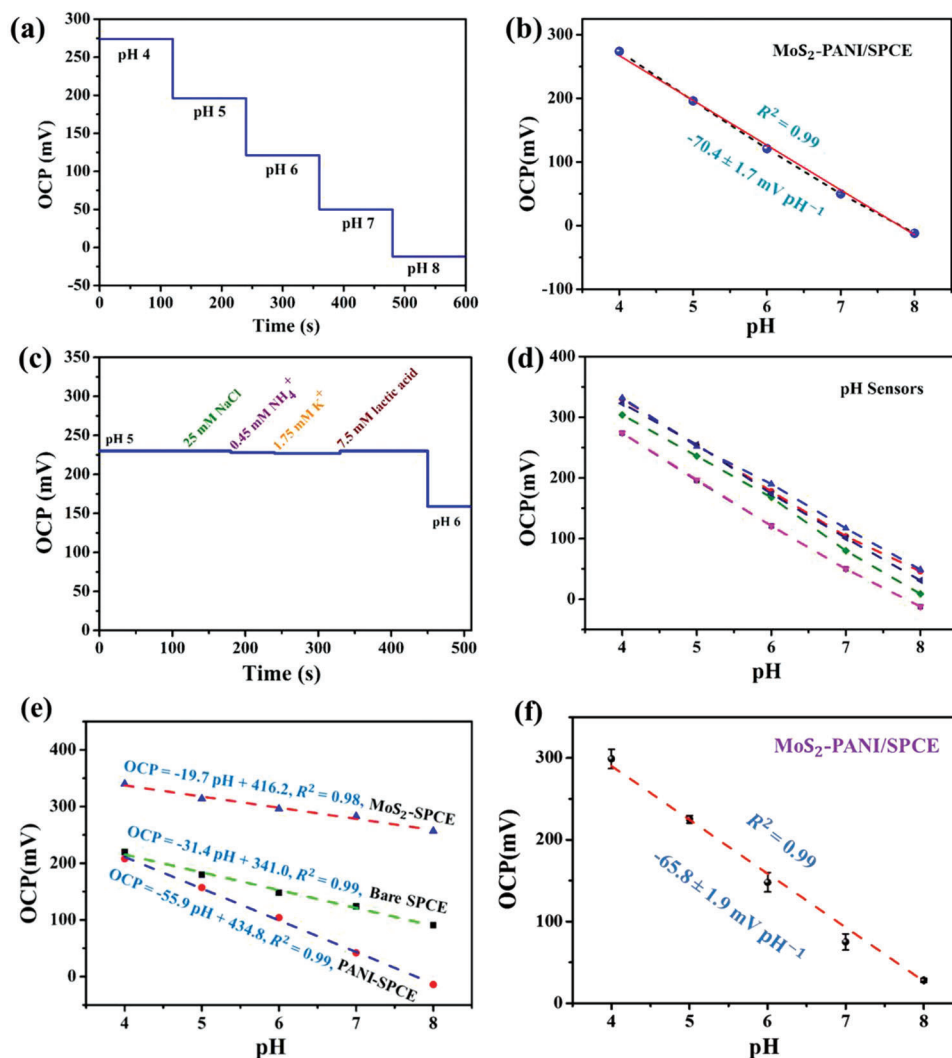 (a)
OCP (mV)
300
250
200
150
100
50
0
-50
pH 4
pH 5
pH 6
pH 7
pH 8
0 100 200 300 400 500 600
Time (s)
(b)
OCP (mV)
300
200
100
0
-100
MoS₂-PANI/SPCE
R² = 0.99
-70.4 ± 1.7 mV pH⁻¹
4 5 6 7 8
pH
(c)
OCP (mV)
350
300
250
200
150
100
50
0
pH 5
25 mM NaCl
0.45 mM NH₄⁺
1.75 mM K⁺
7.5 mM lactic acid
pH 6
0 100 200 300 400 500
Time (s)
(d)
OCP(mV)
400
300
200
100
0
pH Sensors
4 5 6 7 8
pH
(e)
OCP(mV)
400
300
200
100
0
OCP = -19.7 pH + 416.2, R² = 0.98, MoS₂-SPCE
OCP = -31.4 pH + 341.0, R² = 0.99, Bare SPCE
OCP = -55.9 pH + 434.8, R² = 0.99, PANI-SPCE
4 5 6 7 8
pH
(f)
OCP(mV)
300
200
100
0
MoS₂-PANI/SPCE
R² = 0.99
-65.8 ± 1.9 mV pH⁻¹
4 5 6 7 8
pH